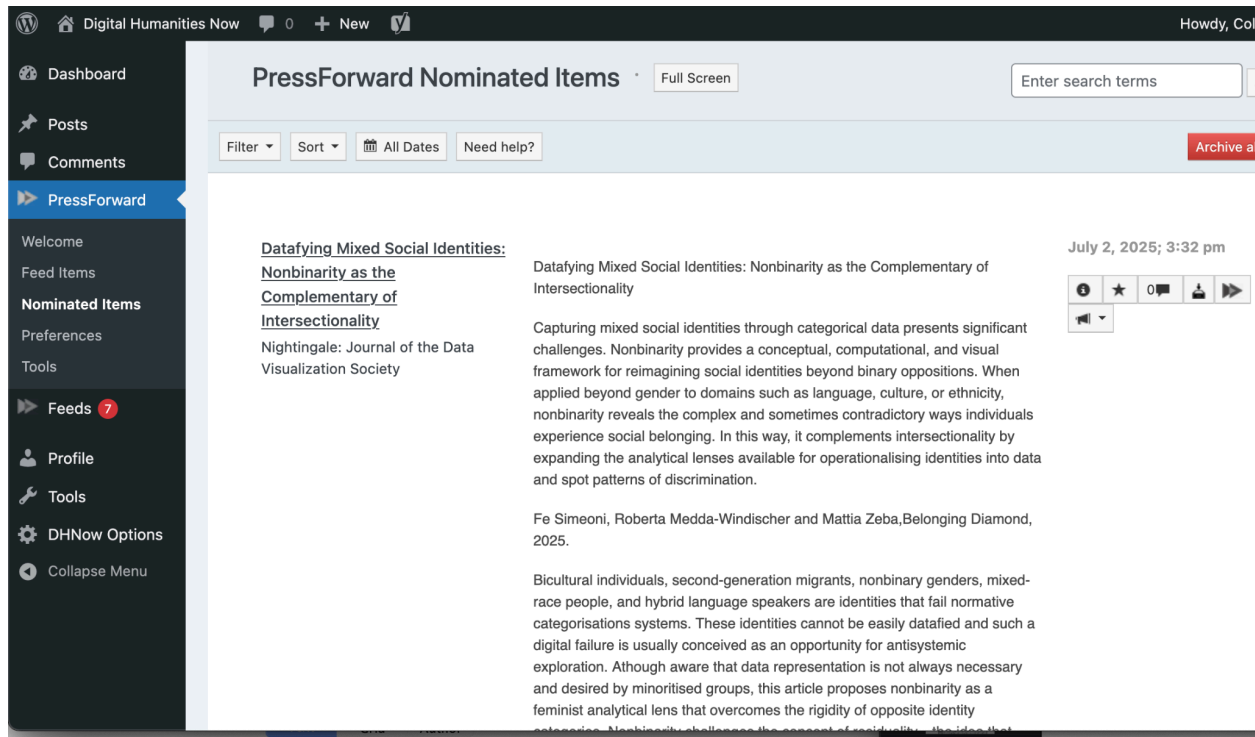 Digital Humanities Now 0 New
Howdy, Col
Dashboard
Posts
Comments
PressForward
Welcome
Feed Items
Nominated Items
Preferences
Tools
Feeds 7
Profile
Tools
DHNow Options
Collapse Menu
PressForward Nominated Items · Full Screen
Enter search terms
Filter Sort All Dates Need help?
Archive al
Datafying Mixed Social Identities:
Nonbinarity as the
Complementary of
Intersectionality
Nightingale: Journal of the Data
Visualization Society
Datafying Mixed Social Identities: Nonbinarity as the Complementary of
Intersectionality
Capturing mixed social identities through categorical data presents significant
challenges. Nonbinarity provides a conceptual, computational, and visual
framework for reimagining social identities beyond binary oppositions. When
applied beyond gender to domains such as language, culture, or ethnicity,
nonbinarity reveals the complex and sometimes contradictory ways individuals
experience social belonging. In this way, it complements intersectionality by
expanding the analytical lenses available for operationalising identities into data
and spot patterns of discrimination.
Fe Simeoni, Roberta Medda-Windischer and Mattia Zeba,Belonging Diamond,
2025.
Bicultural individuals, second-generation migrants, nonbinary genders, mixed-
race people, and hybrid language speakers are identities that fail normative
categorisations systems. These identities cannot be easily datafied and such a
digital failure is usually conceived as an opportunity for antisystemic
exploration. Athough aware that data representation is not always necessary
and desired by minoritised groups, this article proposes nonbinarity as a
feminist analytical lens that overcomes the rigidity of opposite identity
July 2, 2025; 3:32 pm
0